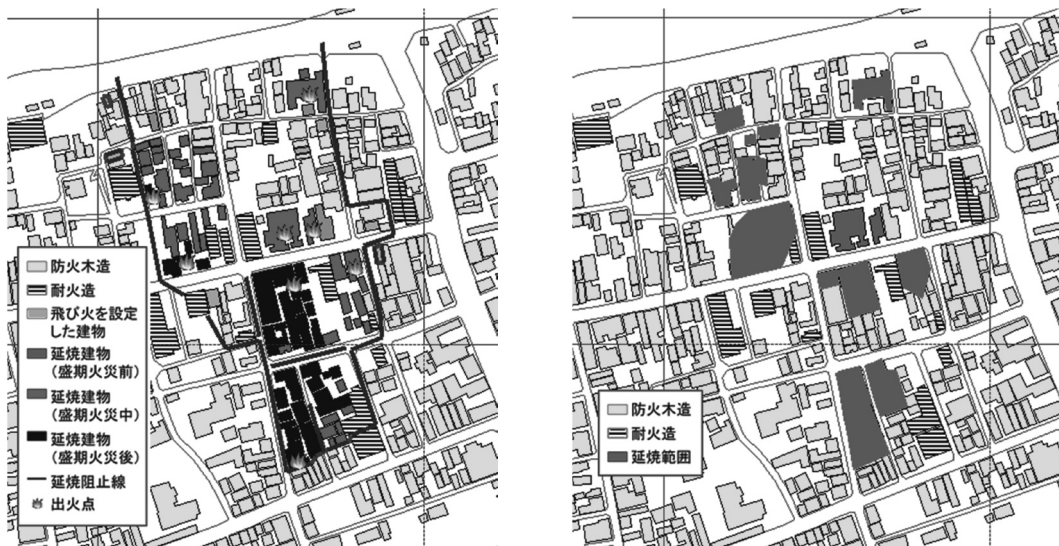 防火木造
耐火造
飛び火を設定
した建物
延焼建物
(盛期火災前)
延焼建物
(盛期火災中)
延焼建物
(盛期火災後)
延焼阻止線
出火点
防火木造
耐火造
延焼範囲